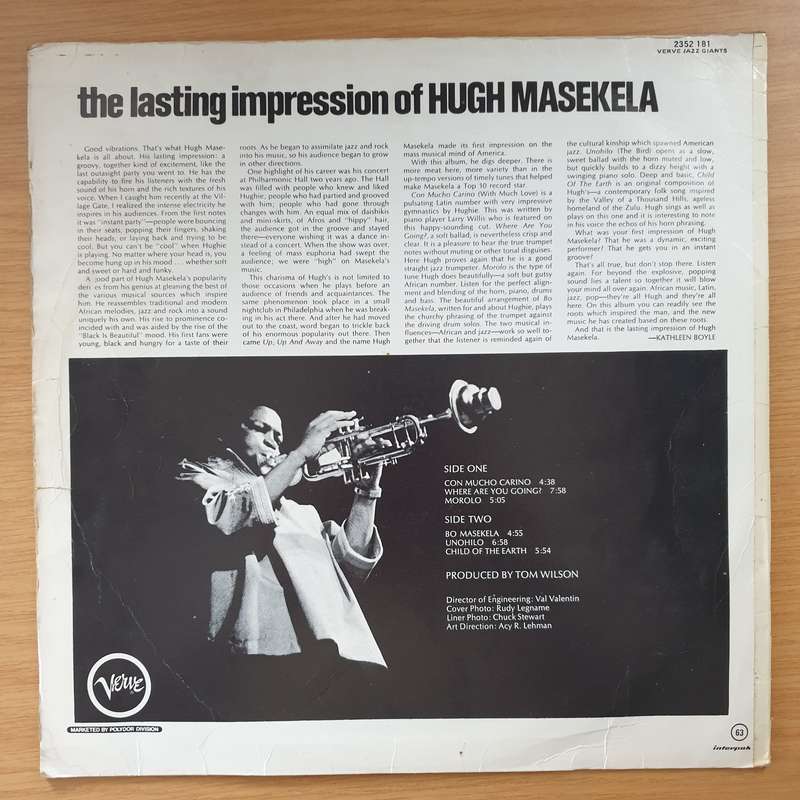 2352 181
VERVE JAZZ GIANTS
the lasting impression of HUGH MASEKELA
Good vibrations. That's what Hugh Mase-
kela is all about. His lasting impression: a
groovy, together kind of excitement, like the
last outasight party you went to. He has the
capability to fire his listeners with the fresh
sound of his horn and the rich textures of his
voice. When I caught him recently at the Vil-
lage Gate, I realized the intense electricity he
inspires in his audiences. From the first notes
it was "instant party"—people were bouncing
in their seats, popping their fingers, shaking
their heads, or laying back and trying to be
cool. But you can't be "cool" when Hughie
is playing. No matter where your head is, you
become hung up in his mood . . . whether soft
and sweet or hard and funky.
A good part of Hugh Masekela's popularity
deri es from his genius at gleaning the best of
the various musical sources which inspire
him. He reassembles traditional and modern
African melodies, jazz and rock into a sound
uniquely his own. His rise to prominence co-
incided with and was aided by the rise of the
"Black Is Beautiful" mood. His first fans were
young, black and hungry for a taste of their
roots. As he began to assimilate jazz and rock
into his music, so his audience began to grow
in other directions.
One highlight of his career was his concert
at Philharmonic Hall two years ago. The Hall
was filled with people who knew and liked
Hughie; people who had partied and grooved
with him; people who had gone through
changes with him. An equal mix of dashikis
and mini-skirts, of Afros and "hippy" hair,
the audience got in the groove and stayed
there—everyone wishing it was a dance in-
stead of a concert. When the show was over,
a feeling of mass euphoria had swept the
audience; we were "high" on Masekela's
music.
This charisma of Hugh's is not limited to
those occasions when he plays before an
audience of friends and acquaintances. The
same phenomenon took place in a small
nightclub in Philadelphia when he was break-
ing in his act there. And after he had moved
out to the coast, word began to trickle back
of his enormous popularity out there. Then
came Up, Up And Away and the name Hugh
Masekela made its first impression on the
mass musical mind of America.
With this album, he digs deeper. There is
more meat here, more variety than in the
up-tempo versions of timely tunes that helped
make Masekela a Top 10 record star.
Con Mucho Carino (With Much Love) is a
pulsating Latin number with very impressive
gymnastics by Hughie. This was written by
piano player Larry Willis who is featured on
this happy-sounding cut. Where Are You
Going?, a soft ballad, is nevertheless crisp and
clear. It is a pleasure to hear the true trumpet
notes without muting or other tonal disguises.
Here Hugh proves again that he is a good
straight jazz trumpeter. Morolo is the type of
tune Hugh does beautifully—a soft but gutsy
African number. Listen for the perfect align-
ment and blending of the horn, piano, drums
and bass. The beautiful arrangement of Bo
Masekela, written for and about Hughie, plays
the churchy phrasing of the trumpet against
the driving drum solos. The two musical in-
fluences—African and jazz—work so well to-
gether that the listener is reminded again of
the cultural kinship which spawned American
jazz. Unohilo (The Bird) opens as a slow,
sweet ballad with the horn muted and low,
but quickly builds to a dizzy height with a
swinging piano solo. Deep and basic, Child
Of The Earth is an original composition of
Hugh's—a contemporary folk song inspired
by the Valley of a Thousand Hills, ageless
homeland of the Zulu. Hugh sings as well as
plays on this one and it is interesting to note
in his voice the echos of his horn phrasing.
What was your first impression of Hugh
Masekela? That he was a dynamic, exciting
performer? That he gets you in an instant
groove?
That's all true, but don't stop there. Listen
again. For beyond the explosive, popping
sound lies a talent so together it will blow
your mind all over again. African music, Latin,
jazz, pop—they're all Hugh and they're all
here. On this album you can readily see the
roots which inspired the man, and the new
music he has created based on these roots.
And that is the lasting impression of Hugh
Masekela. —KATHLEEN BOYLE
SIDE ONE
CON MUCHO CARINO 4:38
WHERE ARE YOU GOING? 7:58
MOROLO 5:05
SIDE TWO
BO MASEKELA 4:55
UNOHILO 6:58
CHILD OF THE EARTH 5:54
PRODUCED BY TOM WILSON
Director of Engineering: Val Valentin
Cover Photo: Rudy Legname
Liner Photo: Chuck Stewart
Art Direction: Acy R. Lehman
Verve
MARKETED BY POLYDOR DIVISION
63
interpak